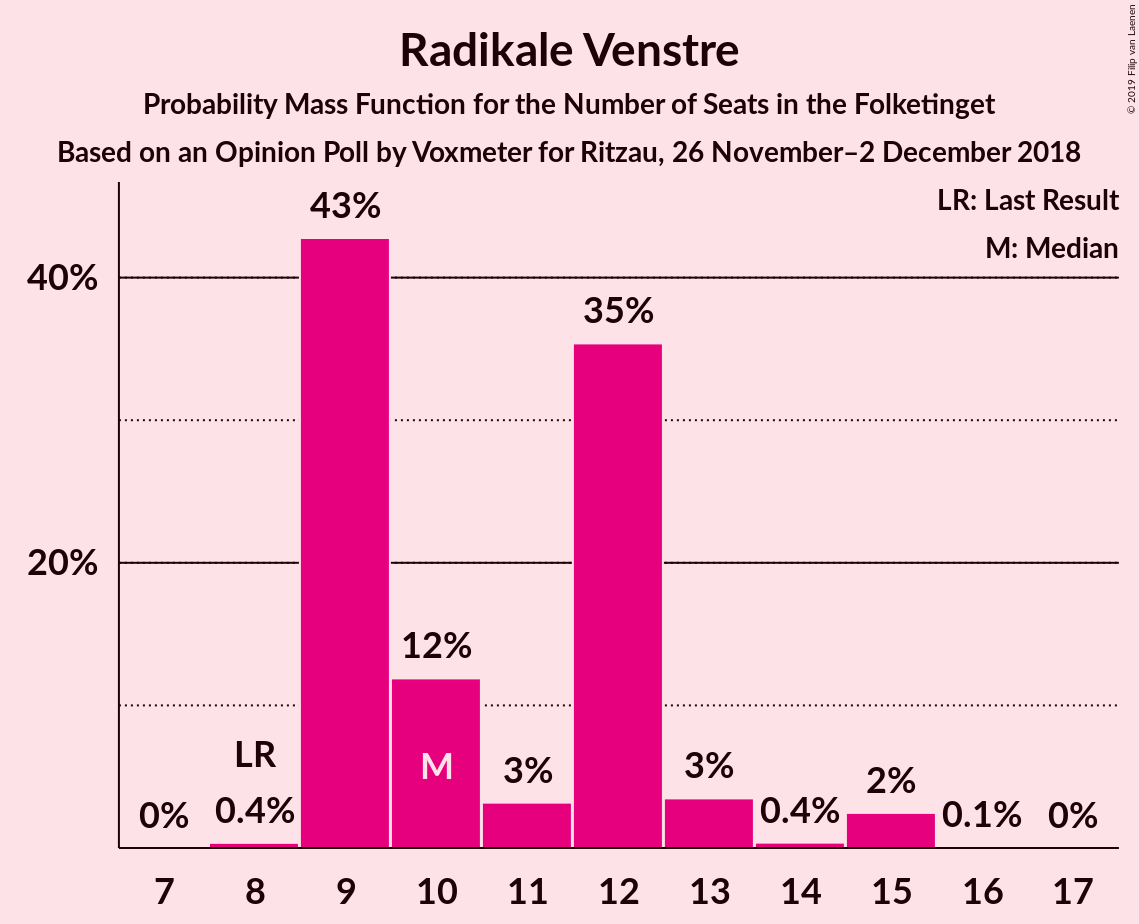 Radikale Venstre
Probability Mass Function for the Number of Seats in the Folketinget
Based on an Opinion Poll by Voxmeter for Ritzau, 26 November–2 December 2018
© 2019 Filip van Laenen
LR: Last Result
M: Median
43%
40%
35%
20%
12%
LR
M
3%
3%
2%
0%
0.4%
0.4%
0.1%
0%
7 8 9 10 11 12 13 14 15 16 17